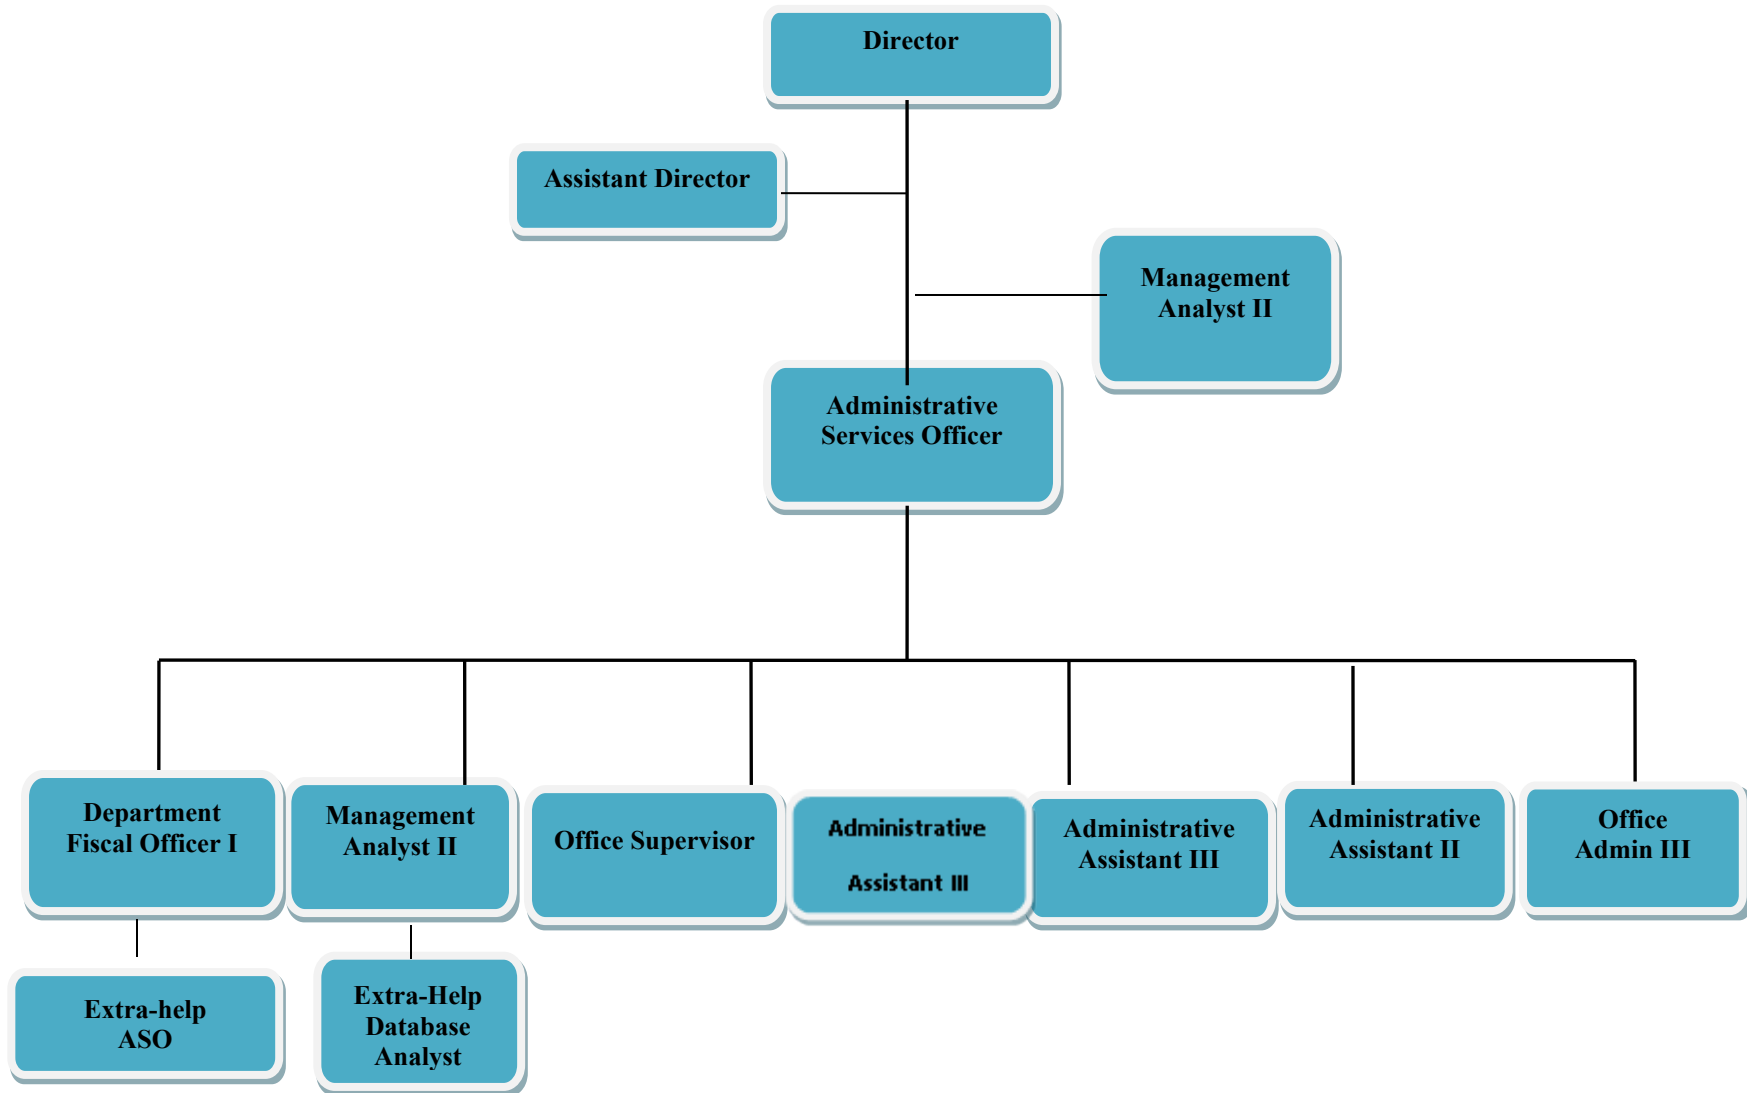 Director
Assistant Director
Management
Analyst II
Administrative
Services Officer
Department
Fiscal Officer I
Management
Analyst II
Office Supervisor
Administrative
Assistant III
Administrative
Assistant III
Administrative
Assistant II
Office
Admin III
Extra-help
ASO
Extra-Help
Database
Analyst